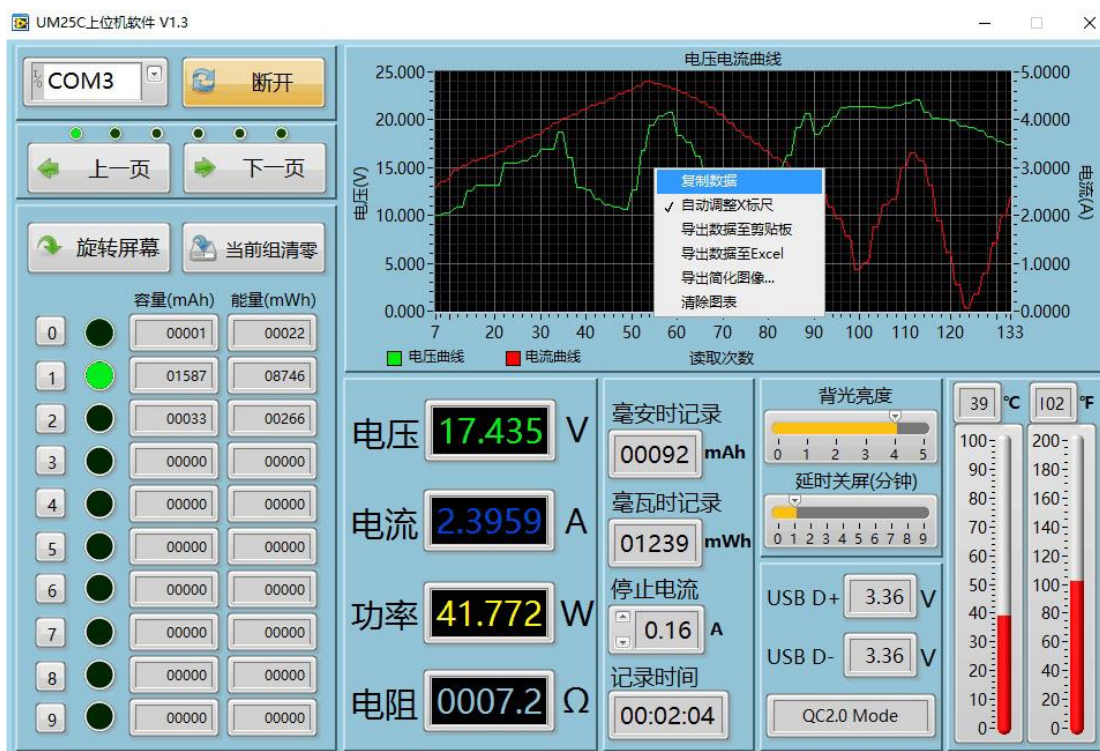 UM25C上位机软件 V1.3
COM3
断开
上一页
下一页
旋转屏幕
当前组清零
容量(mAh) 能量(mWh)
0 00001 00022
1 01587 08746
2 00033 00266
3 00000 00000
4 00000 00000
5 00000 00000
6 00000 00000
7 00000 00000
8 00000 00000
9 00000 00000
电压电流曲线
电压(V)
25.000
20.000
15.000
10.000
5.000
0.000
5.0000
4.0000
3.0000
2.0000
1.0000
0.0000
电流(A)
复制数据
✓ 自动调整X标尺
导出数据至剪贴板
导出数据至Excel
导出简化图像...
清除图表
7 20 30 40 50 60 70 80 90 100 110 120 133
电压曲线 电流曲线 读取次数
电压 17.435 V
电流 2.3959 A
功率 41.772 W
电阻 0007.2 Ω
毫安时记录
00092 mAh
毫瓦时记录
01239 mWh
停止电流
0.16 A
记录时间
00:02:04
背光亮度
0 1 2 3 4 5
延时关屏(分钟)
0 1 2 3 4 5 6 7 8 9
USB D+ 3.36 V
USB D- 3.36 V
QC2.0 Mode
39 ℃ 102 ℉
100 200
90 180
80 160
70 140
60 120
50 100
40 80
30 60
20 40
10 20
0 0